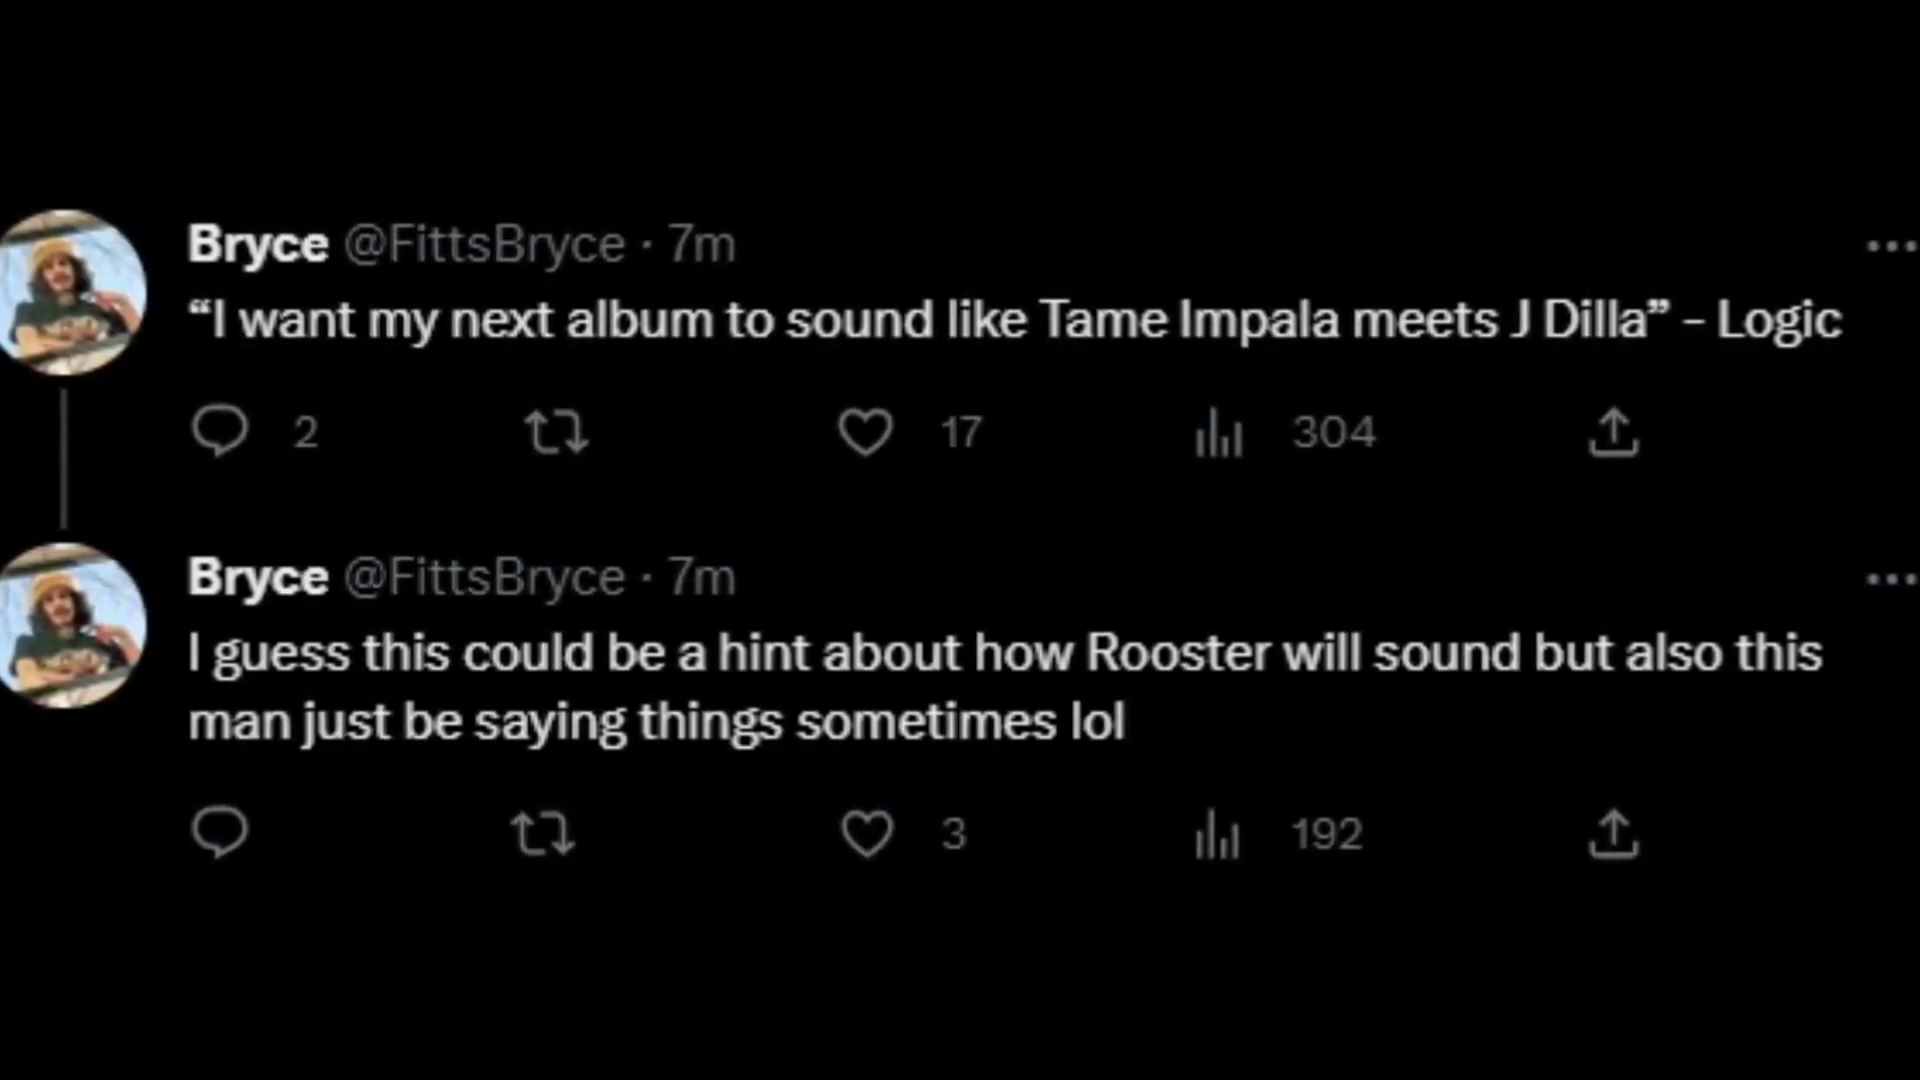 Bryce @FittsBryce · 7m
“I want my next album to sound like Tame Impala meets J Dilla” – Logic
2 17 304
Bryce @FittsBryce · 7m
I guess this could be a hint about how Rooster will sound but also this
man just be saying things sometimes lol
3 192